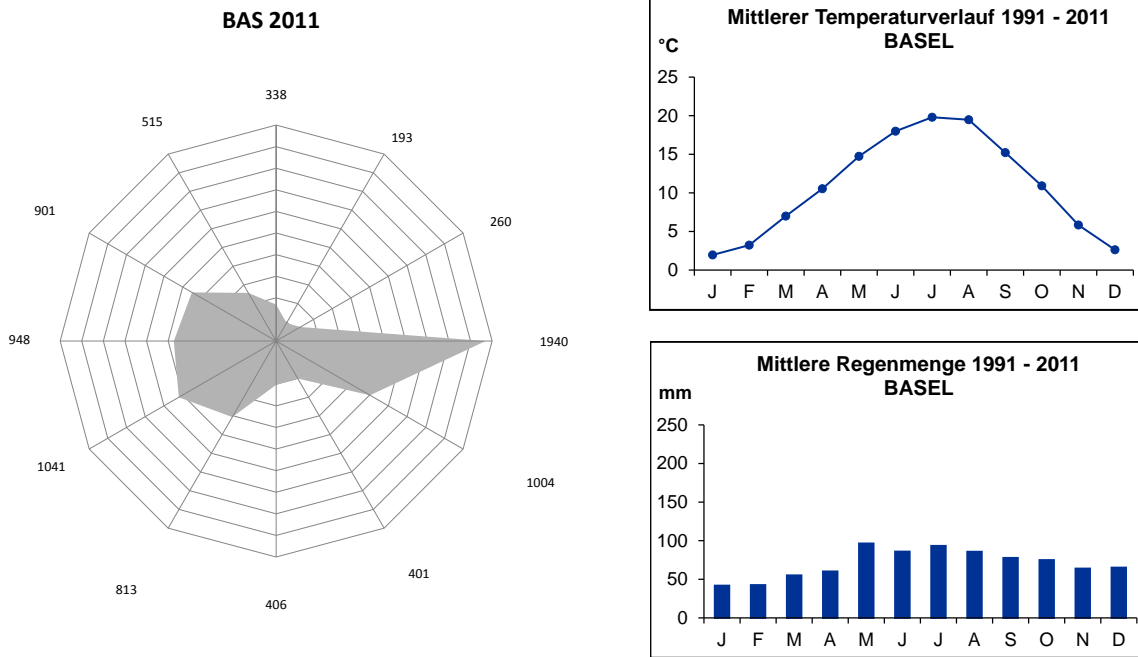 BAS 2011
338
193
260
1940
1004
401
406
813
1041
948
901
515
Mittlerer Temperaturverlauf 1991 - 2011
BASEL
°C
25
20
15
10
5
0
J F M A M J J A S O N D
Mittlere Regenmenge 1991 - 2011
BASEL
mm
250
200
150
100
50
0
J F M A M J J A S O N D